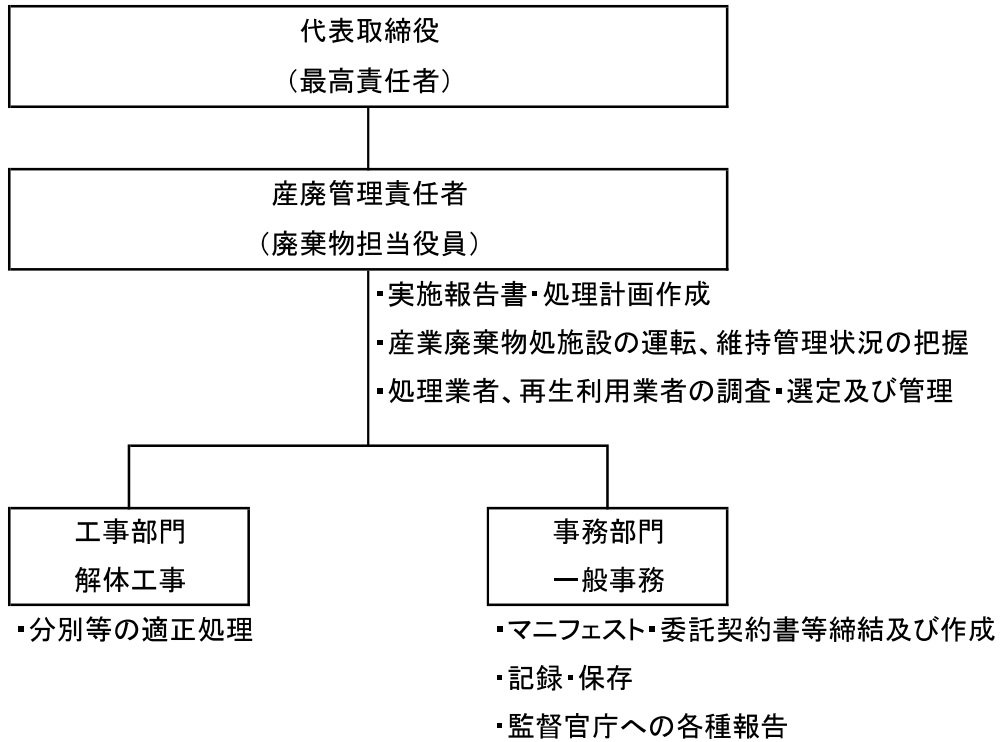 代表取締役
（最高責任者）
産廃管理責任者
（廃棄物担当役員）
・実施報告書・処理計画作成
・産業廃棄物処施設の運転、維持管理状況の把握
・処理業者、再生利用業者の調査・選定及び管理
工事部門
解体工事
・分別等の適正処理
事務部門
一般事務
・マニフェスト・委託契約書等締結及び作成
・記録・保存
・監督官庁への各種報告